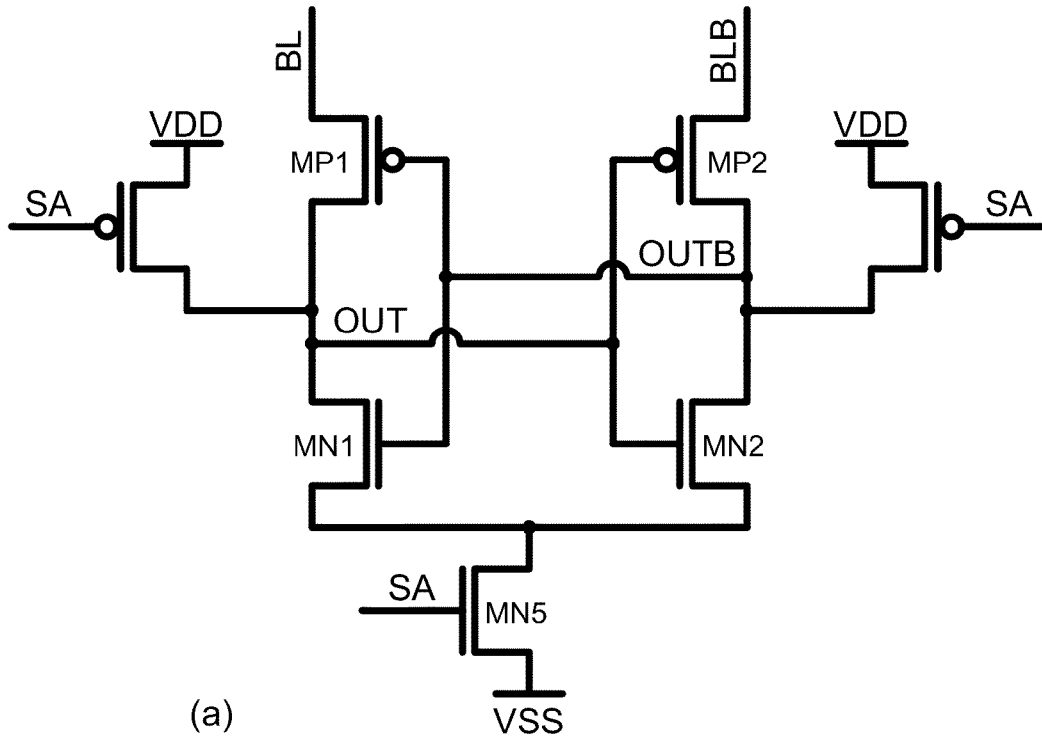 BL
BLB
VDD
VDD
MP1
MP2
SA
SA
OUTB
OUT
MN1
MN2
SA
MN5
(a)
VSS